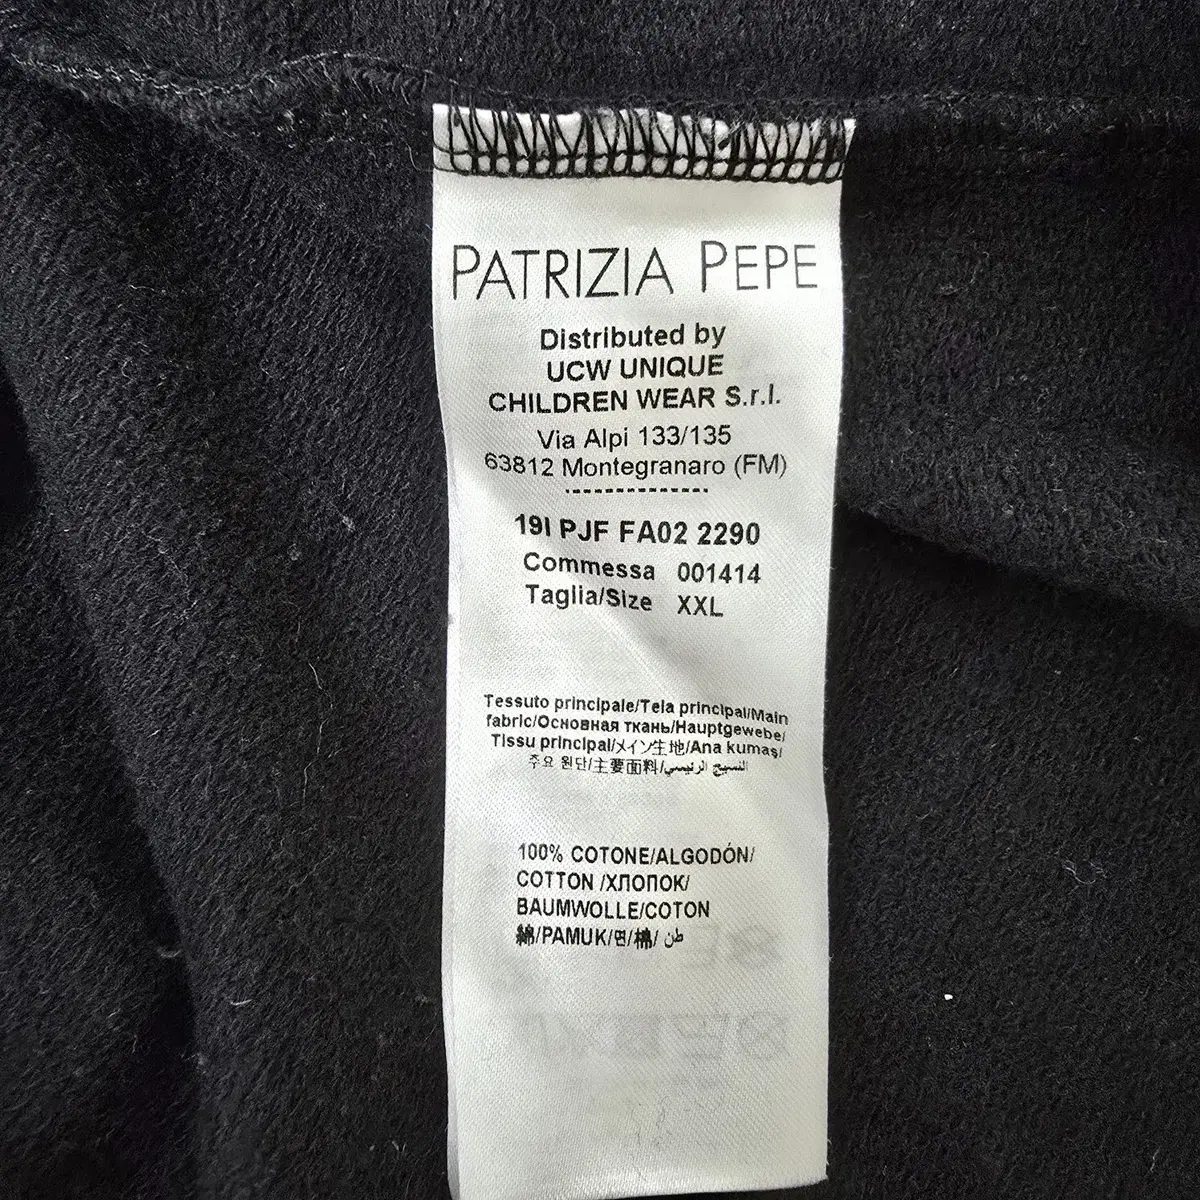 PATRIZIA PEPE
Distributed by
UCW UNIQUE
CHILDREN WEAR S.r.l.
Via Alpi 133/135
63812 Montegranaro (FM)
19I PJF FA02 2290
Commessa 001414
Taglia/Size XXL
Tessuto principale/Tela principal/Main
fabric/Основная ткань/Hauptgewebe/
Tissu principal/メイン生地/Ana kumaş/
주요 원단/主要面料/النسيج الرئيسي
100% COTONE/ALGODÓN/
COTTON /ХЛОПОК/
BAUMWOLLE/COTON
綿/PAMUK/면/棉/ طن